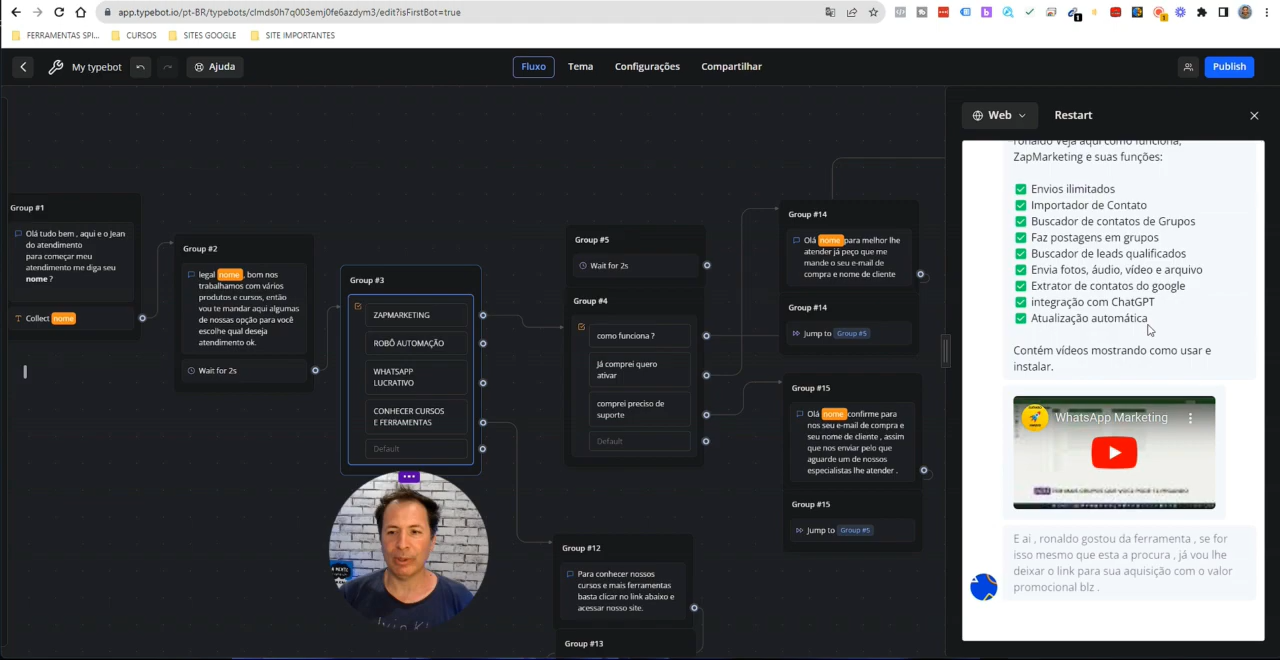 app.typebot.io/pt-BR/typebots/clmds0h7q003emj0fe6azdym3/edit?isFirstBot=true
FERRAMENTAS SPI...
CURSOS
SITES GOOGLE
SITE IMPORTANTES
My typebot
Ajuda
Fluxo
Tema
Configurações
Compartilhar
Publish
Group #1
Olá tudo bem , aqui e o Jean
do atendimento
para começar meu
atendimento me diga seu
nome ?
Collect nome
Group #2
legal nome, bom nos
trabalhamos com vários
produtos e cursos, então
vou te mandar aqui algumas
de nossas opção para você
escolhe qual deseja
atendimento ok.
Wait for 2s
Group #3
ZAPMARKETING
ROBÔ AUTOMAÇÃO
WHATSAPP
LUCRATIVO
CONHECER CURSOS
E FERRAMENTAS
Default
Group #5
Wait for 2s
Group #4
como funciona ?
Já comprei quero
ativar
comprei preciso de
suporte
Default
Group #12
Para conhecer nossos
cursos e mais ferramentas
basta clicar no link abaixo e
acessar nosso site.
Group #13
Group #14
Olá nome para melhor lhe
atender já peço que me
mande o seu e-mail de
compra e nome de cliente
Group #14
Jump to Group #5
Group #15
Olá nome confirme para
nos seu e-mail de compra e
seu nome de cliente , assim
que nos enviar pelo que
aguarde um de nossos
especialistas lhe atender .
Group #15
Jump to Group #5
Web
Restart
ronaldo Veja aqui como funciona,
ZapMarketing e suas funções:
Envios ilimitados
Importador de Contato
Buscador de contatos de Grupos
Faz postagens em grupos
Buscador de leads qualificados
Envia fotos, áudio, vídeo e arquivo
Extrator de contatos do google
integração com ChatGPT
Atualização automática
Contém vídeos mostrando como usar e
instalar.
WhatsApp Marketing
E ai , ronaldo gostou da ferramenta , se for
isso mesmo que esta a procura , já vou lhe
deixar o link para sua aquisição com o valor
promocional blz .